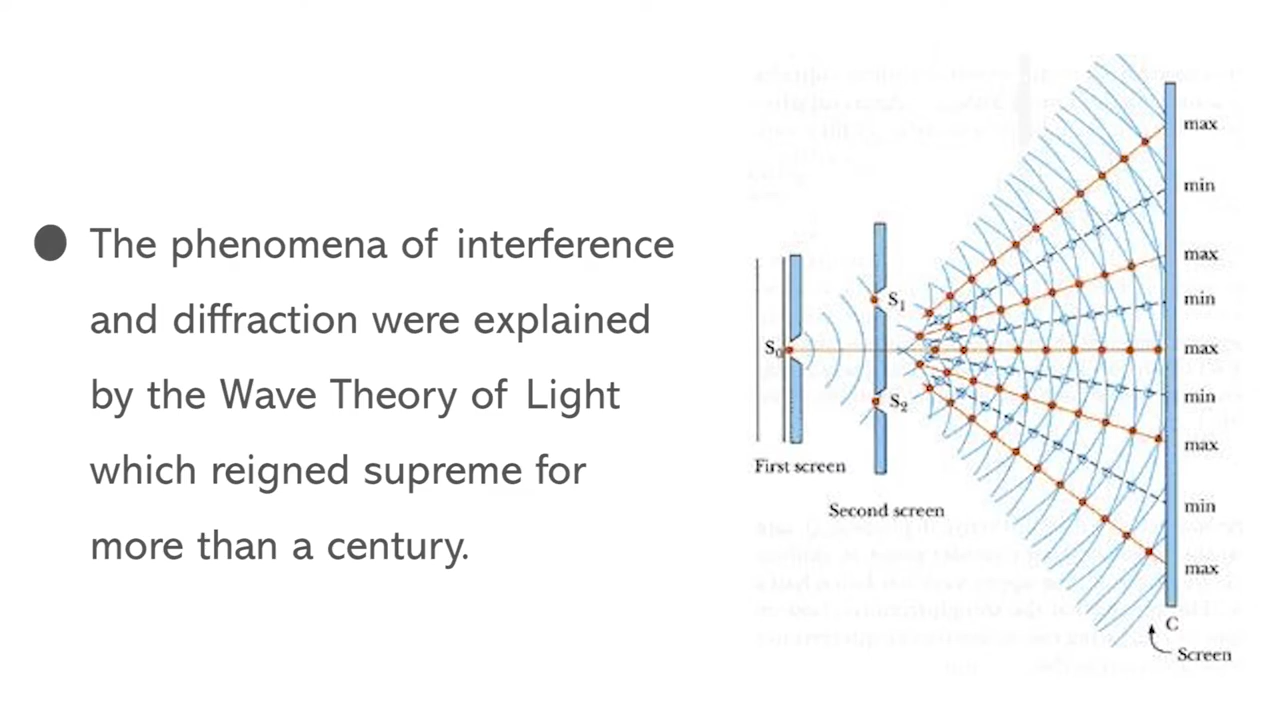 The phenomena of interference
and diffraction were explained
by the Wave Theory of Light
which reigned supreme for
more than a century.
max
min
max
S1
min
S0
max
min
S2
max
First screen
min
Second screen
max
C
Screen